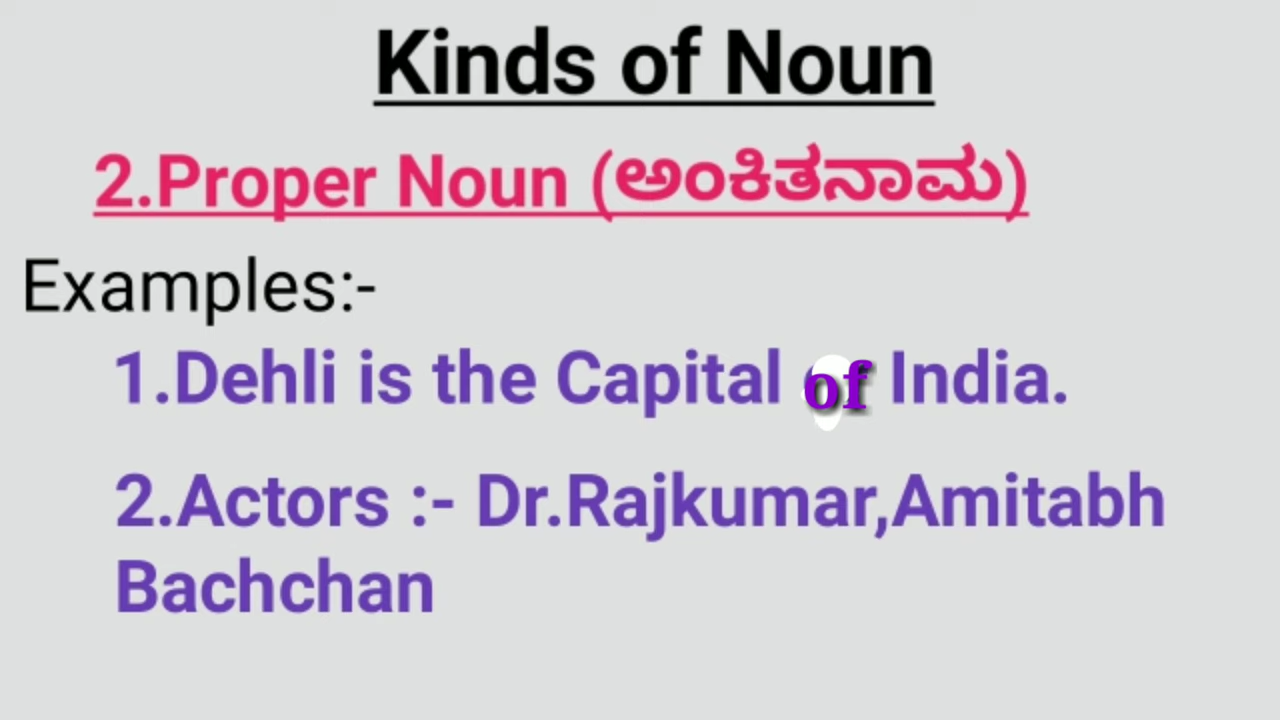 Kinds of Noun
2.Proper Noun (ಅಂಕಿತನಾಮ)
Examples:-
1.Dehli is the Capital of India.
2.Actors :- Dr.Rajkumar,Amitabh
Bachchan